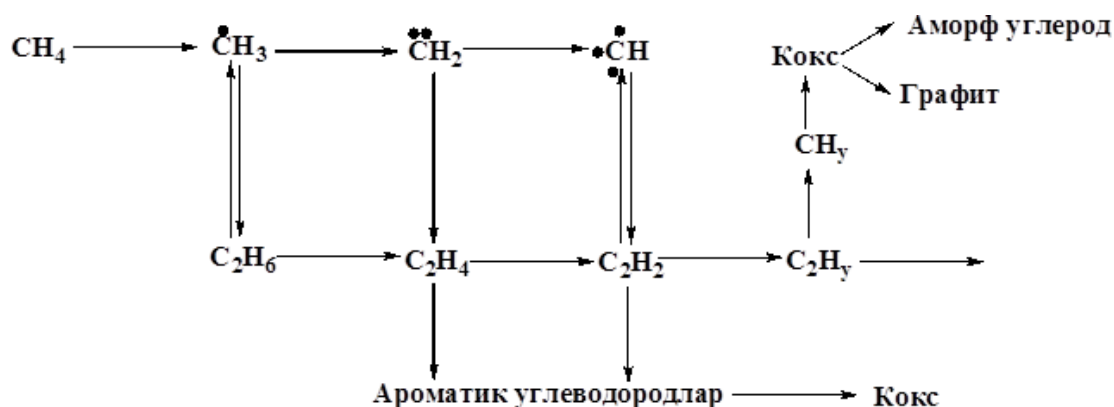 Аморф углерод
CH₄ CH₃ CH₂ CH Кокс
Графит
CHy
C₂H₆ C₂H₄ C₂H₂ C₂Hy
Ароматик углеводородлар Кокс